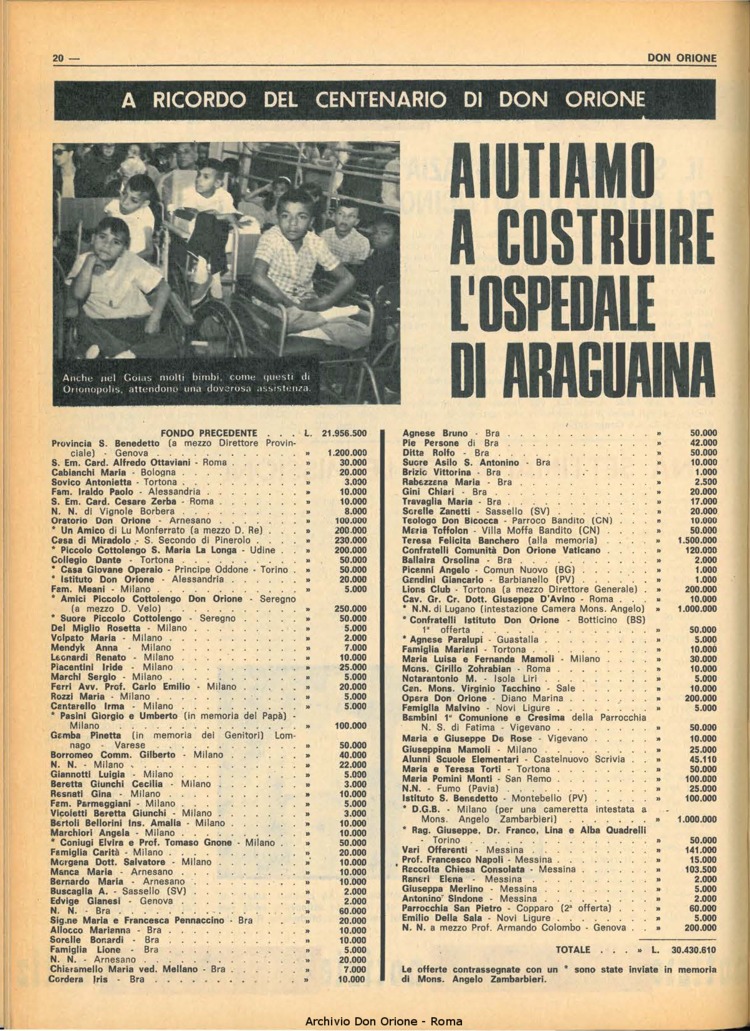 20 —
DON ORIONE
A RICORDO DEL CENTENARIO DI DON ORIONE
AIUTIAMO
A COSTRUIRE
L'OSPEDALE
DI ARAGUAINA
Anche nel Goias molti bimbi, come questi di
Orionopolis, attendono una doverosa assistenza.
FONDO PRECEDENTE . . . L. 21.956.500
Provincia S. Benedetto (a mezzo Direttore Provin-
ciale) - Genova . . . » 1.200.000
S. Em. Card. Alfredo Ottaviani - Roma . . . » 30.000
Cabianchi Maria - Bologna . . . » 20.000
Sovico Antonietta - Tortona . . . » 3.000
Fam. Iraldo Paolo - Alessandria . . . » 10.000
S. Em. Card. Cesare Zerba - Roma . . . » 10.000
N. N. di Vignole Borbera . . . » 8.000
Oratorio Don Orione - Arnesano . . . » 100.000
* Un Amico di Lu Monferrato (a mezzo D. Re) . . » 200.000
Casa di Miradolo - S. Secondo di Pinerolo . . . » 230.000
* Piccolo Cottolengo S. Maria La Longa - Udine . » 200.000
Collegio Dante - Tortona . . . » 50.000
* Casa Giovane Operaio - Principe Oddone - Torino . » 50.000
* Istituto Don Orione - Alessandria . . . » 20.000
Fam. Meani - Milano . . . » 5.000
* Amici Piccolo Cottolengo Don Orione - Seregno
(a mezzo D. Velo) . . . » 250.000
* Suore Piccolo Cottolengo - Seregno . . . » 50.000
Del Miglio Rosetta - Milano . . . » 5.000
Volpato Maria - Milano . . . » 2.000
Mendyk Anna - Milano . . . » 7.000
Leonardi Renato - Milano . . . » 10.000
Piacentini Iride - Milano . . . » 25.000
Marchi Sergio - Milano . . . » 5.000
Ferri Avv. Prof. Carlo Emilio - Milano . . . » 20.000
Rozzi Maria - Milano . . . » 5.000
Centarello Irma - Milano . . . » 5.000
* Pasini Giorgio e Umberto (in memoria del Papà) -
Milano . . . » 100.000
Gamba Pinetta (in memoria dei Genitori) Lom-
nago - Varese . . . » 50.000
Borromeo Comm. Gilberto - Milano . . . » 40.000
N. N. - Milano . . . » 22.000
Giannotti Luigia - Milano . . . » 5.000
Beretta Giunchi Cecilia - Milano . . . » 3.000
Resnati Gina - Milano . . . » 10.000
Fam. Parmeggiani - Milano . . . » 5.000
Vicoletti Beretta Giunchi - Milano . . . » 3.000
Bertoli Bellorini Ins. Amalia - Milano . . . » 10.000
Marchiori Angela - Milano . . . » 10.000
* Coniugi Elvira e Prof. Tomaso Gnone - Milano . . » 50.000
Famiglia Carità - Milano . . . » 20.000
Morgana Dott. Salvatore - Milano . . . » 10.000
Manca Maria - Arnesano . . . » 10.000
Bernardo Maria - Arnesano . . . » 10.000
Buscaglia A. - Sassello (SV) . . . » 2.000
Edvige Gianesi - Genova . . . » 2.000
N. N. - Bra . . . » 60.000
Sig.ne Maria e Francesca Pennaccino - Bra . . . » 20.000
Allocco Marianna - Bra . . . » 10.000
Sorelle Bonardi - Bra . . . » 10.000
Famiglia Lione - Bra . . . » 5.000
N. N. - Arnesano . . . » 20.000
Chiaramello Maria ved. Mellano - Bra . . . » 7.000
Cordera Iris - Bra . . . » 10.000
Agnese Bruno - Bra . . . » 50.000
Pie Persone di Bra . . . » 42.000
Ditta Rolfo - Bra . . . » 50.000
Suore Asilo S. Antonino - Bra . . . » 10.000
Brizic Vittorina - Bra . . . » 1.000
Rabezzena Maria - Bra . . . » 2.500
Gini Chiari - Bra . . . » 20.000
Travaglia Maria - Bra . . . » 17.000
Sorelle Zanetti - Sassello (SV) . . . » 20.000
Teologo Don Bicocca - Parroco Bandito (CN) . . . » 10.000
Maria Toffolon - Villa Moffa Bandito (CN) . . . » 50.000
Teresa Felicita Banchero (alla memoria) . . . » 1.500.000
Confratelli Comunità Don Orione Vaticano . . . » 120.000
Ballaira Orsolina - Bra . . . » 2.000
Picenni Angelo - Comun Nuovo (BG) . . . » 1.000
Gandini Giancarlo - Barbianello (PV) . . . » 1.000
Lions Club - Tortona (a mezzo Direttore Generale) . » 200.000
Cav. Gr. Cr. Dott. Giuseppe D'Avino - Roma . . . » 10.000
* N.N. di Lugano (intestazione Camera Mons. Angelo) » 1.000.000
* Confratelli Istituto Don Orione - Botticino (BS)
1ª offerta . . . » 50.000
* Agnese Paralupi - Guastalla . . . » 5.000
Famiglia Mariani - Tortona . . . » 10.000
Maria Luisa e Fernanda Mamoli - Milano . . . » 30.000
Mons. Cirillo Zohrabian - Roma . . . » 10.000
Notarantonio M. - Isola Liri . . . » 5.000
Can. Mons. Virginio Tacchino - Sale . . . » 10.000
Opera Don Orione - Diano Marina . . . » 200.000
Famiglia Malvino - Novi Ligure . . . » 5.000
Bambini 1ª Comunione e Cresima della Parrocchia
N. S. di Fatima - Vigevano . . . » 50.000
Maria e Giuseppe De Rose - Vigevano . . . » 10.000
Giuseppina Mamoli - Milano . . . » 25.000
Alunni Scuole Elementari - Castelnuovo Scrivia . . » 45.110
Maria e Teresa Torti - Tortona . . . » 50.000
Maria Pomini Monti - San Remo . . . » 100.000
N.N. - Fumo (Pavia) . . . » 25.000
Istituto S. Benedetto - Montebello (PV) . . . » 100.000
* D.G.B. - Milano (per una cameretta intestata a
Mons. Angelo Zambarbieri) . . . » 1.000.000
* Rag. Giuseppe, Dr. Franco, Lina e Alba Quadrelli
- Torino . . . » 50.000
Vari Offerenti - Messina . . . » 141.000
Prof. Francesco Napoli - Messina . . . » 15.000
Raccolta Chiesa Consolata - Messina . . . » 103.500
Raneri Elena - Messina . . . » 2.000
Giuseppa Merlino - Messina . . . » 5.000
Antonino Sindone - Messina . . . » 2.000
Parrocchia San Pietro - Copparo (2ª offerta) . . . » 60.000
Emilio Della Sala - Novi Ligure . . . » 5.000
N. N. a mezzo Prof. Armando Colombo - Genova . . » 200.000
TOTALE . . . » L. 30.430.610
Le offerte contrassegnate con un * sono state inviate in memoria
di Mons. Angelo Zambarbieri.
Archivio Don Orione - Roma